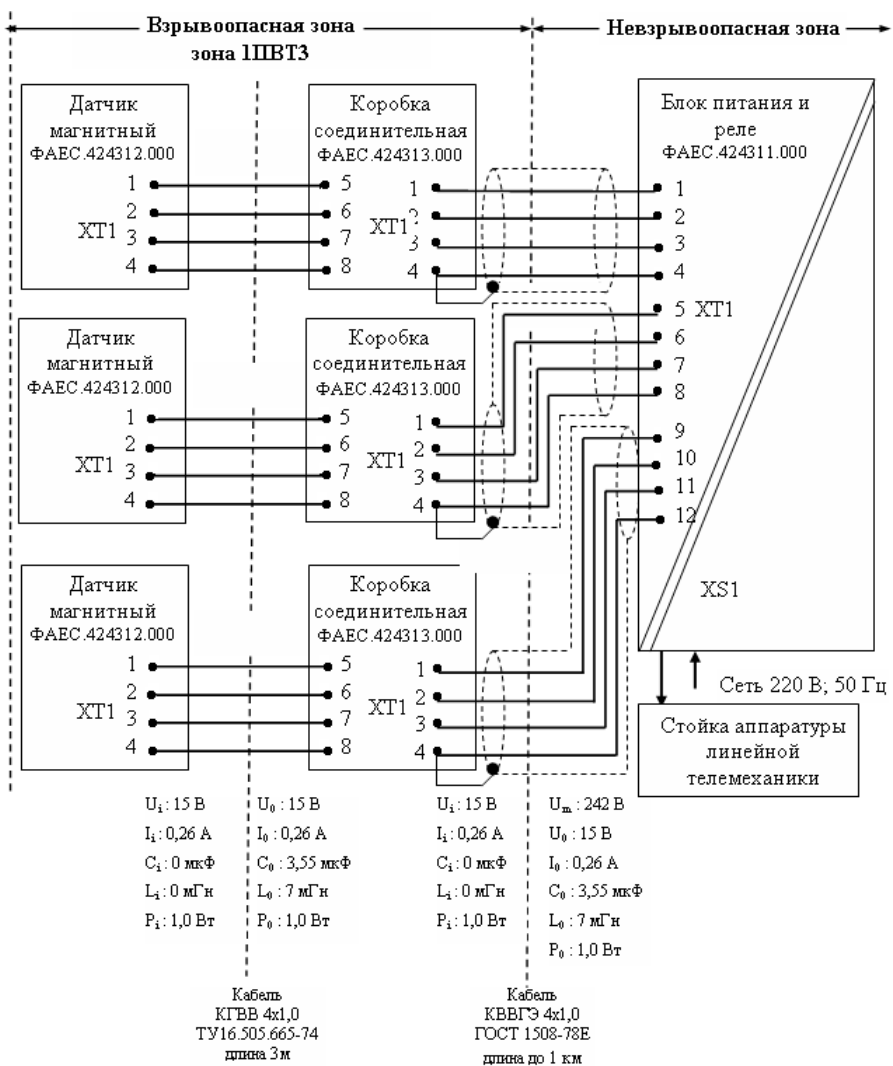 Взрывоопасная зона
зона 1ПВТ3
Невзрывоопасная зона
Датчик
магнитный
ФАЕС.424312.000
1
2
ХТ1 3
4
Коробка
соединительная
ФАЕС.424313.000
5
6
7
8
1
ХТ1 2
3
4
Блок питания и
реле
ФАЕС.424311.000
1
2
3
4
5 ХТ1
6
7
8
9
10
11
12
XS1
Датчик
магнитный
ФАЕС.424312.000
1
2
ХТ1 3
4
Коробка
соединительная
ФАЕС.424313.000
5
6
7
8
1
ХТ1 2
3
4
Датчик
магнитный
ФАЕС.424312.000
1
2
ХТ1 3
4
Коробка
соединительная
ФАЕС.424313.000
5
6
7
8
1
ХТ1 2
3
4
Сеть 220 В; 50 Гц
Стойка аппаратуры
линейной
телемеханики
Ui : 15 В
Ii : 0,26 А
Ci : 0 мкФ
Li : 0 мГн
Pi : 1,0 Вт
U0 : 15 В
I0 : 0,26 А
C0 : 3,55 мкФ
L0 : 7 мГн
P0 : 1,0 Вт
Ui : 15 В
Ii : 0,26 А
Ci : 0 мкФ
Li : 0 мГн
Pi : 1,0 Вт
Um : 242 В
U0 : 15 В
I0 : 0,26 А
C0 : 3,55 мкФ
L0 : 7 мГн
P0 : 1,0 Вт
Кабель
КГВВ 4х1,0
ТУ16.505.665-74
длина 3м
Кабель
КВВГЭ 4х1,0
ГОСТ 1508-78Е
длина до 1 км